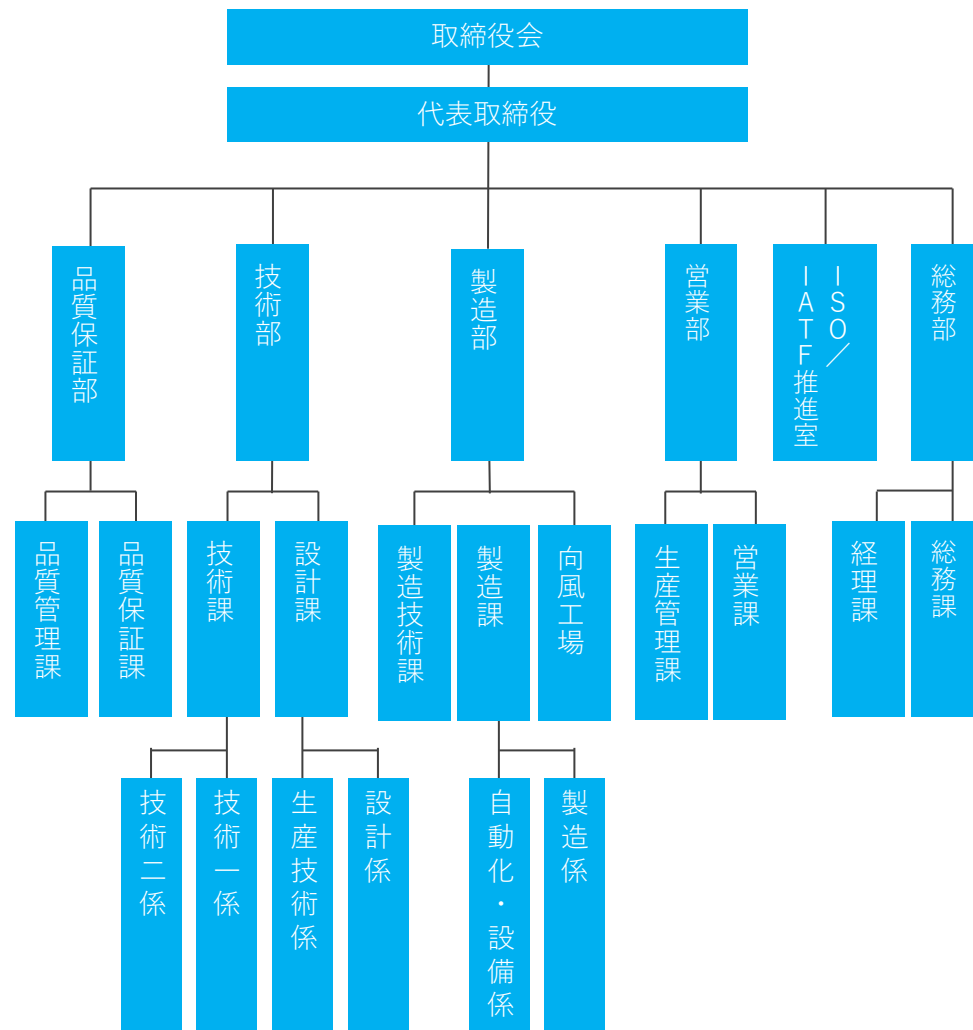 取締役会
代表取締役
品質保証部
技術部
製造部
営業部
ＩＳＯ／
ＩＡＴＦ推進室
総務部
品質管理課
品質保証課
技術課
設計課
製造技術課
製造課
向風工場
生産管理課
営業課
経理課
総務課
技術二係
技術一係
生産技術係
設計係
自動化・設備係
製造係